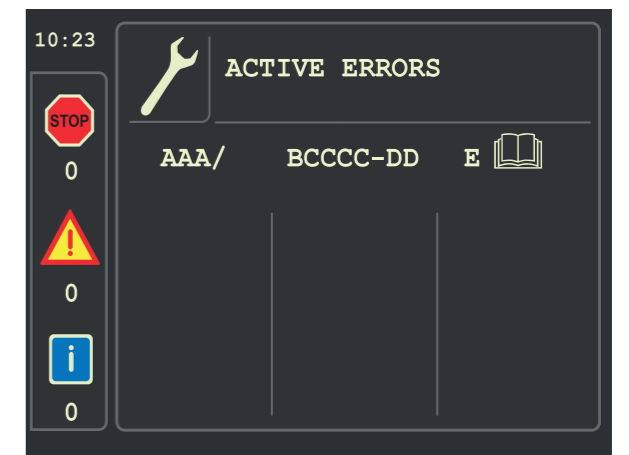 10:23
ACTIVE ERRORS
STOP
0
AAA/ BCCCC-DD E
0
i
0